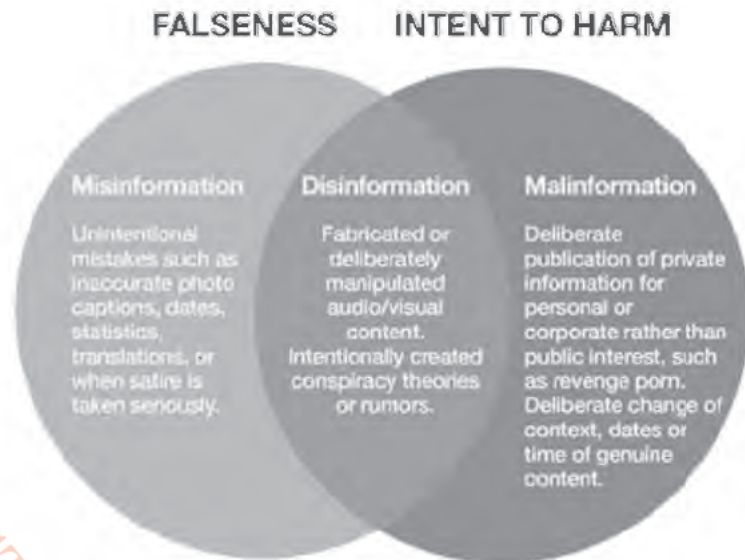 FALSENESS INTENT TO HARM
Misinformation
Unintentional
mistakes such as
inaccurate photo
captions, dates,
statistics,
translations, or
when satire is
taken seriously.
Disinformation
Fabricated or
deliberately
manipulated
audio/visual
content.
Intentionally created
conspiracy theories
or rumors.
Malinformation
Deliberate
publication of private
information for
personal or
corporate rather than
public interest, such
as revenge porn.
Deliberate change of
context, dates or
time of genuine
content.